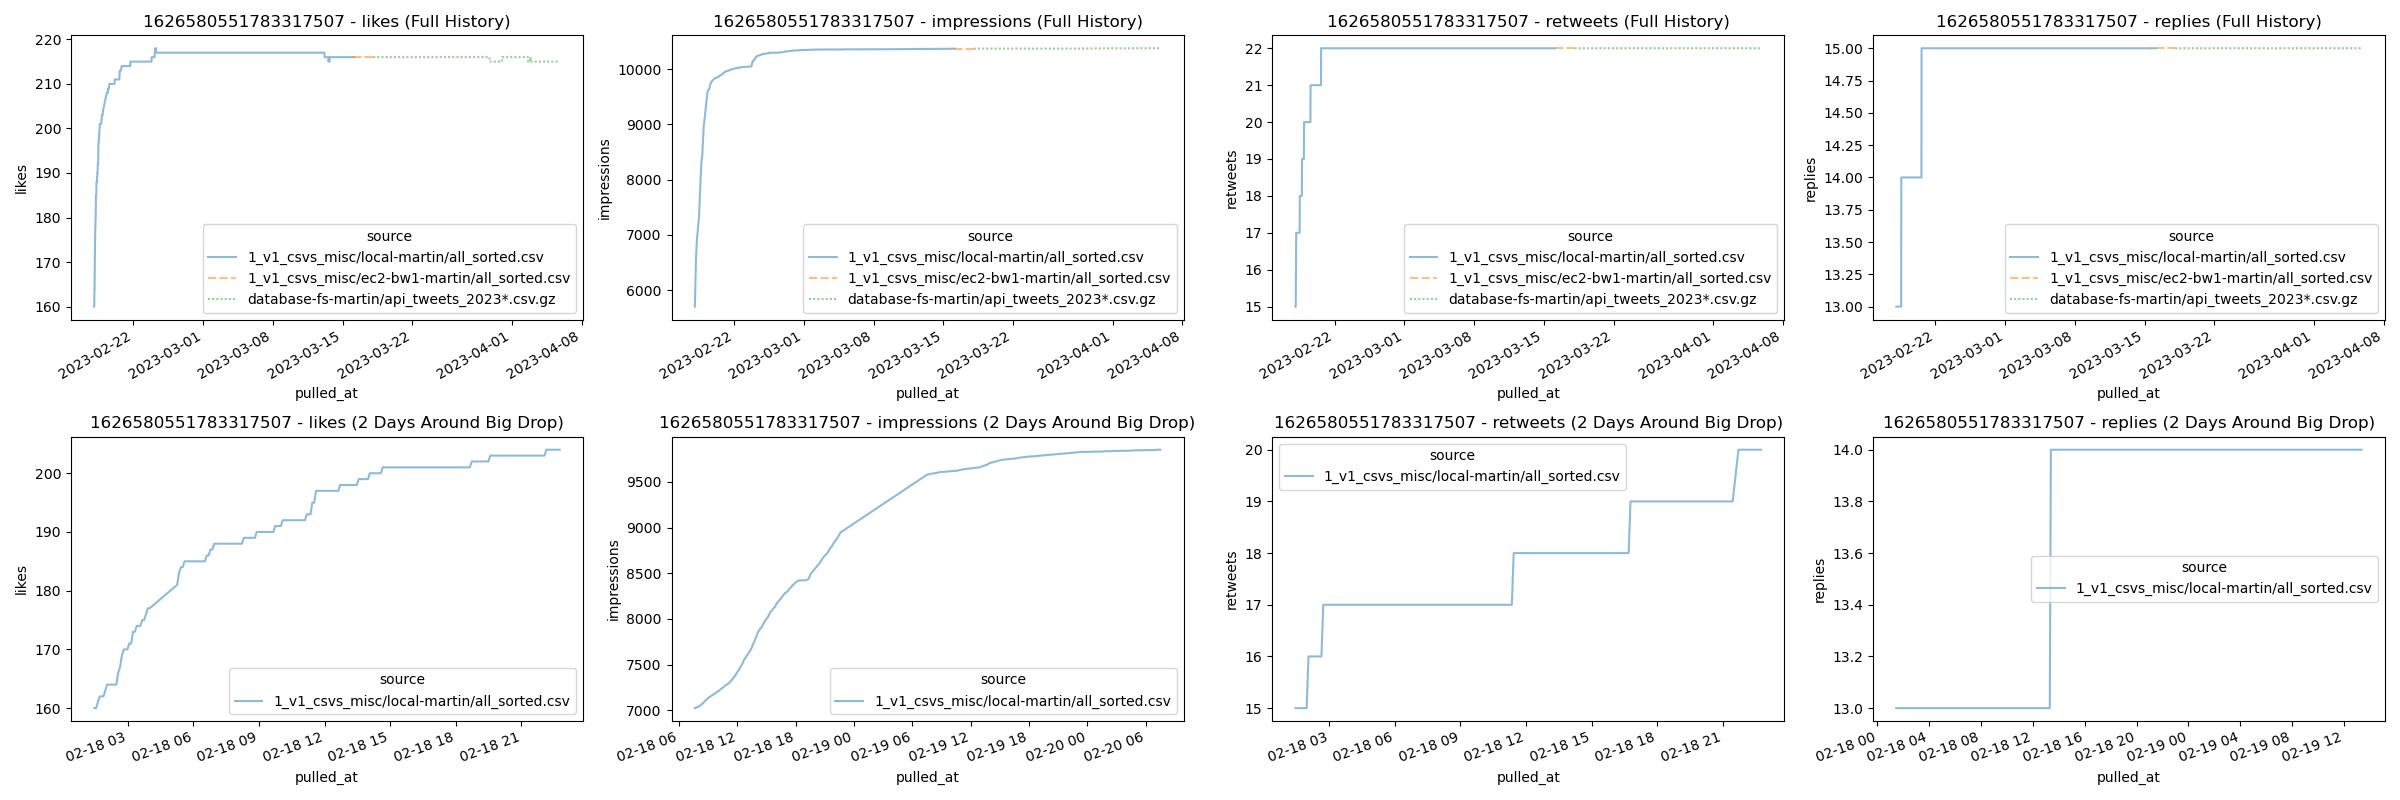 1626580551783317507 - likes (Full History)
220
210
200
190
180
170
160
likes
source
1_v1_csvs_misc/local-martin/all_sorted.csv
1_v1_csvs_misc/ec2-bw1-martin/all_sorted.csv
database-fs-martin/api_tweets_2023*.csv.gz
2023-02-22
2023-03-01
2023-03-08
2023-03-15
2023-03-22
2023-04-01
2023-04-08
pulled_at
1626580551783317507 - impressions (Full History)
10000
9000
8000
7000
6000
impressions
source
1_v1_csvs_misc/local-martin/all_sorted.csv
1_v1_csvs_misc/ec2-bw1-martin/all_sorted.csv
database-fs-martin/api_tweets_2023*.csv.gz
2023-02-22
2023-03-01
2023-03-08
2023-03-15
2023-03-22
2023-04-01
2023-04-08
pulled_at
1626580551783317507 - retweets (Full History)
22
21
20
19
18
17
16
15
retweets
source
1_v1_csvs_misc/local-martin/all_sorted.csv
1_v1_csvs_misc/ec2-bw1-martin/all_sorted.csv
database-fs-martin/api_tweets_2023*.csv.gz
2023-02-22
2023-03-01
2023-03-08
2023-03-15
2023-03-22
2023-04-01
2023-04-08
pulled_at
1626580551783317507 - replies (Full History)
15.00
14.75
14.50
14.25
14.00
13.75
13.50
13.25
13.00
replies
source
1_v1_csvs_misc/local-martin/all_sorted.csv
1_v1_csvs_misc/ec2-bw1-martin/all_sorted.csv
database-fs-martin/api_tweets_2023*.csv.gz
2023-02-22
2023-03-01
2023-03-08
2023-03-15
2023-03-22
2023-04-01
2023-04-08
pulled_at
1626580551783317507 - likes (2 Days Around Big Drop)
200
190
180
170
160
likes
source
1_v1_csvs_misc/local-martin/all_sorted.csv
02-18 03
02-18 06
02-18 09
02-18 12
02-18 15
02-18 18
02-18 21
pulled_at
1626580551783317507 - impressions (2 Days Around Big Drop)
9500
9000
8500
8000
7500
7000
impressions
source
1_v1_csvs_misc/local-martin/all_sorted.csv
02-18 06
02-18 12
02-18 18
02-19 00
02-19 06
02-19 12
02-19 18
02-20 00
02-20 06
pulled_at
1626580551783317507 - retweets (2 Days Around Big Drop)
20
19
18
17
16
15
retweets
source
1_v1_csvs_misc/local-martin/all_sorted.csv
02-18 03
02-18 06
02-18 09
02-18 12
02-18 15
02-18 18
02-18 21
pulled_at
1626580551783317507 - replies (2 Days Around Big Drop)
14.0
13.8
13.6
13.4
13.2
13.0
replies
source
1_v1_csvs_misc/local-martin/all_sorted.csv
02-18 00
02-18 04
02-18 08
02-18 12
02-18 16
02-18 20
02-19 00
02-19 04
02-19 08
02-19 12
pulled_at